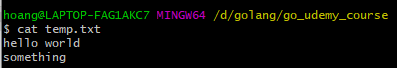 hoang@LAPTOP-FAG1AKC7 MINGW64 /d/golang/go_udemy_course
$ cat temp.txt
hello world
something